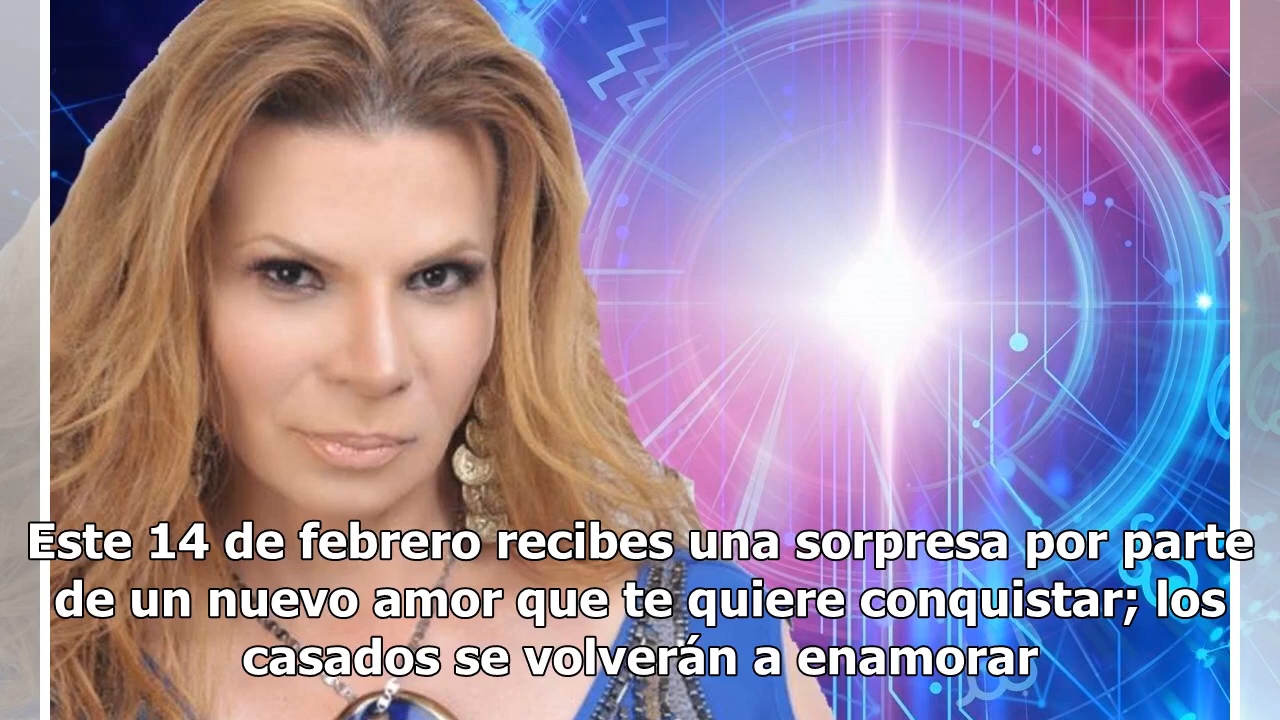 Este 14 de febrero recibes una sorpresa por parte
de un nuevo amor que te quiere conquistar; los
casados se volverán a enamorar